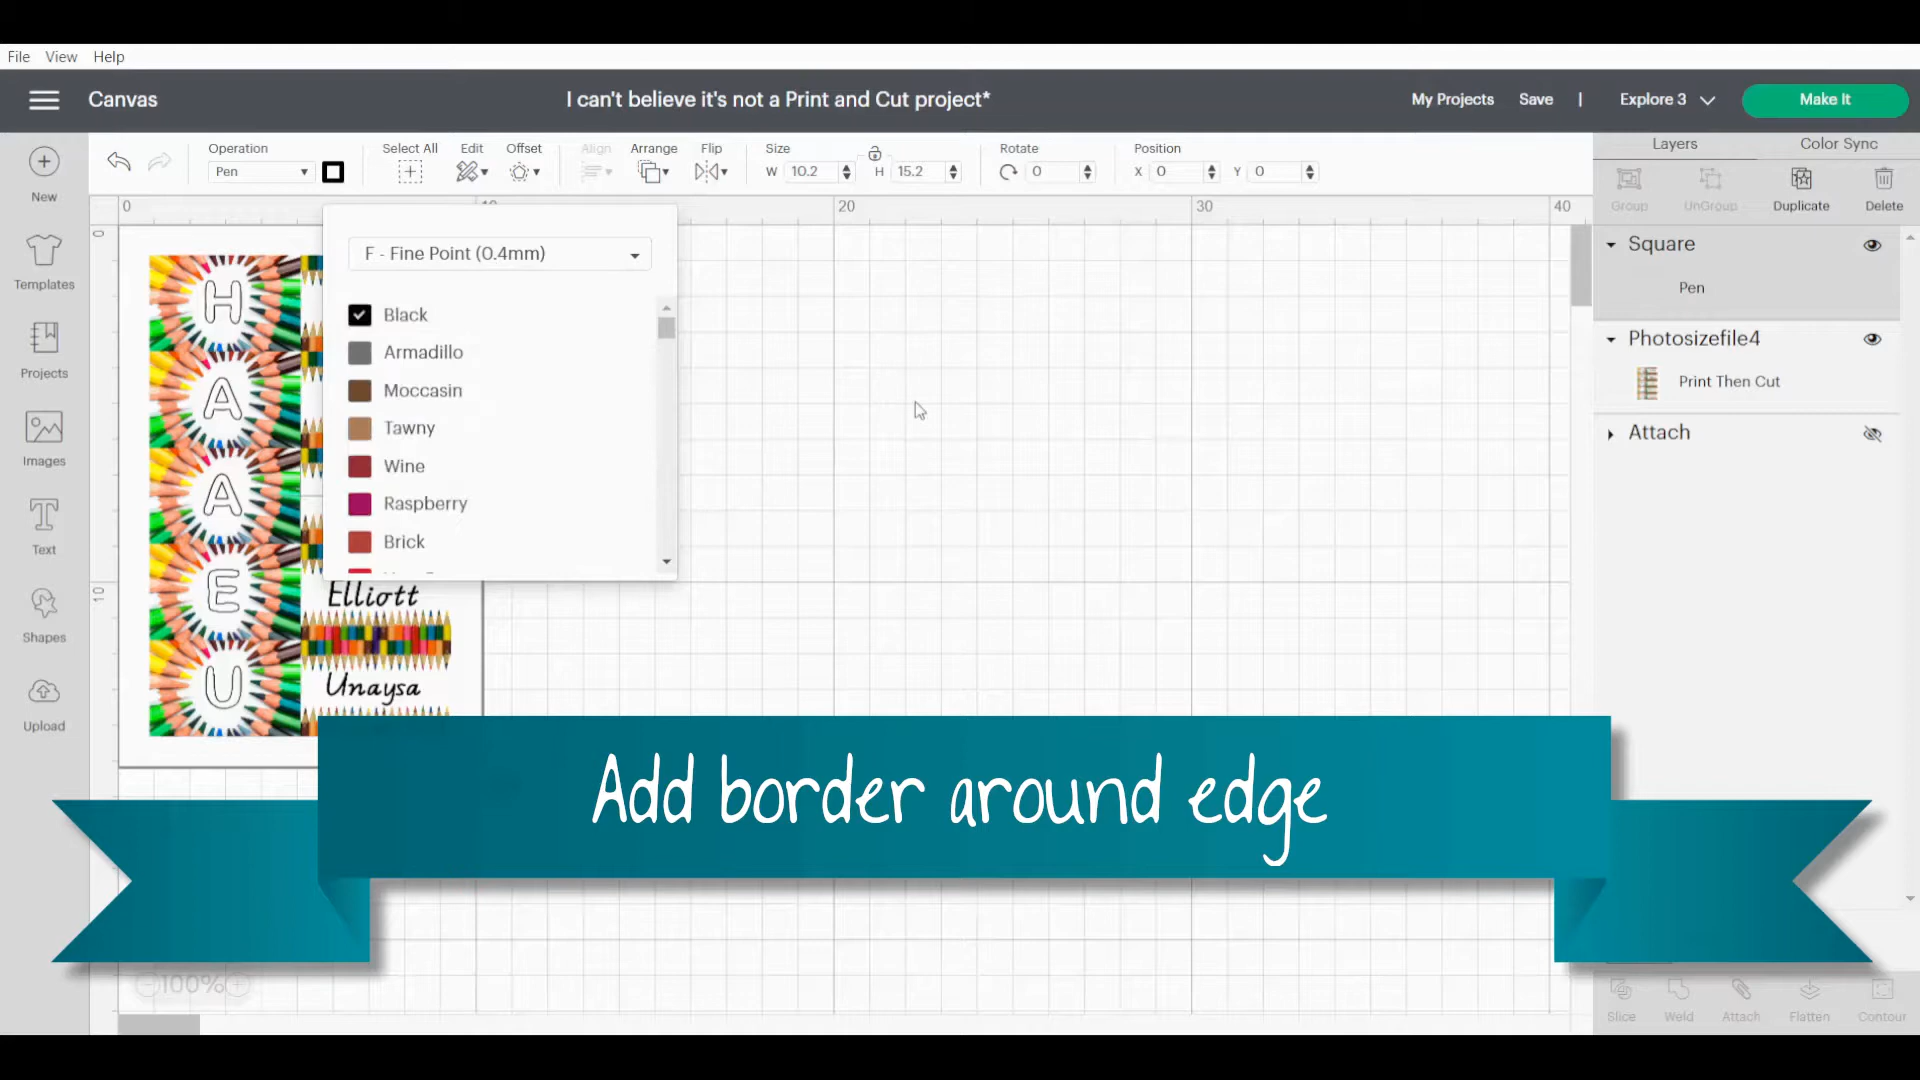 File View Help
Canvas
I can't believe it's not a Print and Cut project*
My Projects Save | Explore 3 Make It
Operation
Pen
Select All Edit Offset Align Arrange Flip
Size
W 10.2 H 15.2
Rotate
0
Position
X 0 Y 0
Layers Color Sync
Group UnGroup Duplicate Delete
New
Templates
Projects
Images
Text
Shapes
Upload
0 10 20 30 40
0
10
H
A
A
E
U
F - Fine Point (0.4mm)
Black
Armadillo
Moccasin
Tawny
Wine
Raspberry
Brick
Elliott
Unaysa
Square
Pen
Photosizefile4
Print Then Cut
Attach
Add border around edge
100%
Slice Weld Attach Flatten Contour